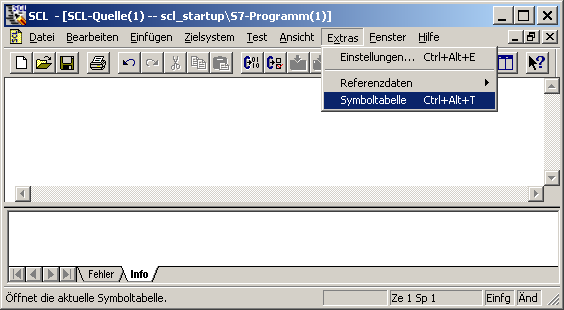 SCL - [SCL-Quelle(1) -- scl_startup\S7-Programm(1)]
Datei Bearbeiten Einfügen Zielsystem Test Ansicht Extras Fenster Hilfe
Einstellungen... Ctrl+Alt+E
Referenzdaten
Symboltabelle Ctrl+Alt+T
Fehler Info
Öffnet die aktuelle Symboltabelle. Ze 1 Sp 1 Einfg Änd